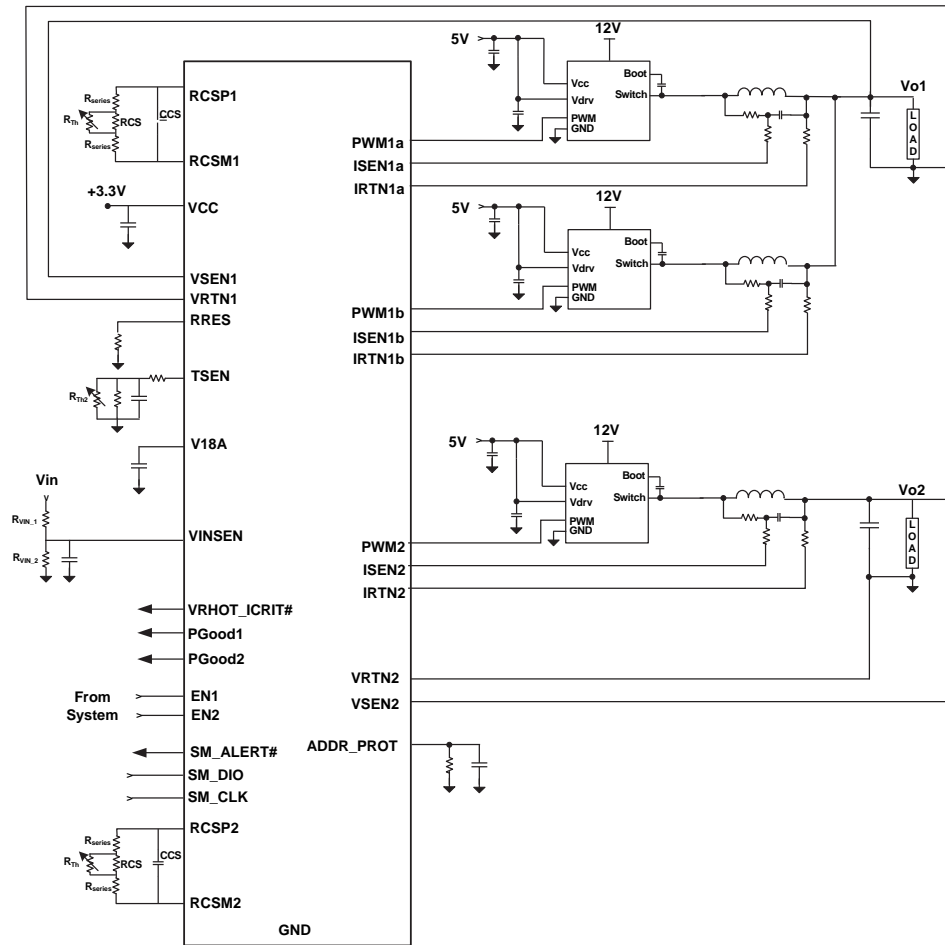 12V
5V
Boot
Vcc
Switch
Vdrv
PWM
GND
Vo1
LOAD
Rseries
RTh
RCS
Rseries
CCS
RCSP1
RCSM1
+3.3V
VCC
VSEN1
VRTN1
RRES
TSEN
RTh2
V18A
Vin
RVIN_1
RVIN_2
VINSEN
VRHOT_ICRIT#
PGood1
PGood2
From
System
EN1
EN2
SM_ALERT#
SM_DIO
SM_CLK
RCSP2
Rseries
RTh
RCS
Rseries
CCS
RCSM2
GND
PWM1a
ISEN1a
IRTN1a
12V
5V
Boot
Vcc
Switch
Vdrv
PWM
GND
PWM1b
ISEN1b
IRTN1b
12V
5V
Boot
Vcc
Switch
Vdrv
PWM
GND
Vo2
LOAD
PWM2
ISEN2
IRTN2
VRTN2
VSEN2
ADDR_PROT